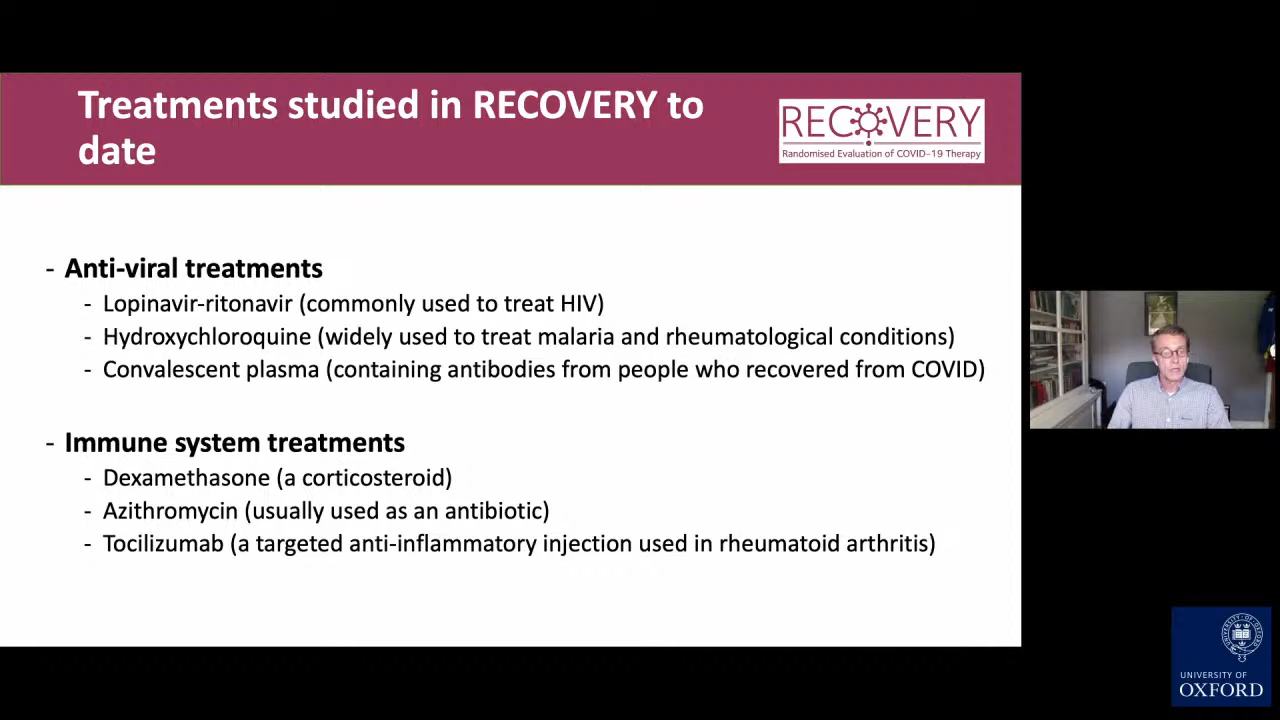 Treatments studied in RECOVERY to
date
RECOVERY
Randomised Evaluation of COVID-19 Therapy
- Anti-viral treatments
- Lopinavir-ritonavir (commonly used to treat HIV)
- Hydroxychloroquine (widely used to treat malaria and rheumatological conditions)
- Convalescent plasma (containing antibodies from people who recovered from COVID)
- Immune system treatments
- Dexamethasone (a corticosteroid)
- Azithromycin (usually used as an antibiotic)
- Tocilizumab (a targeted anti-inflammatory injection used in rheumatoid arthritis)
UNIVERSITY OF
OXFORD